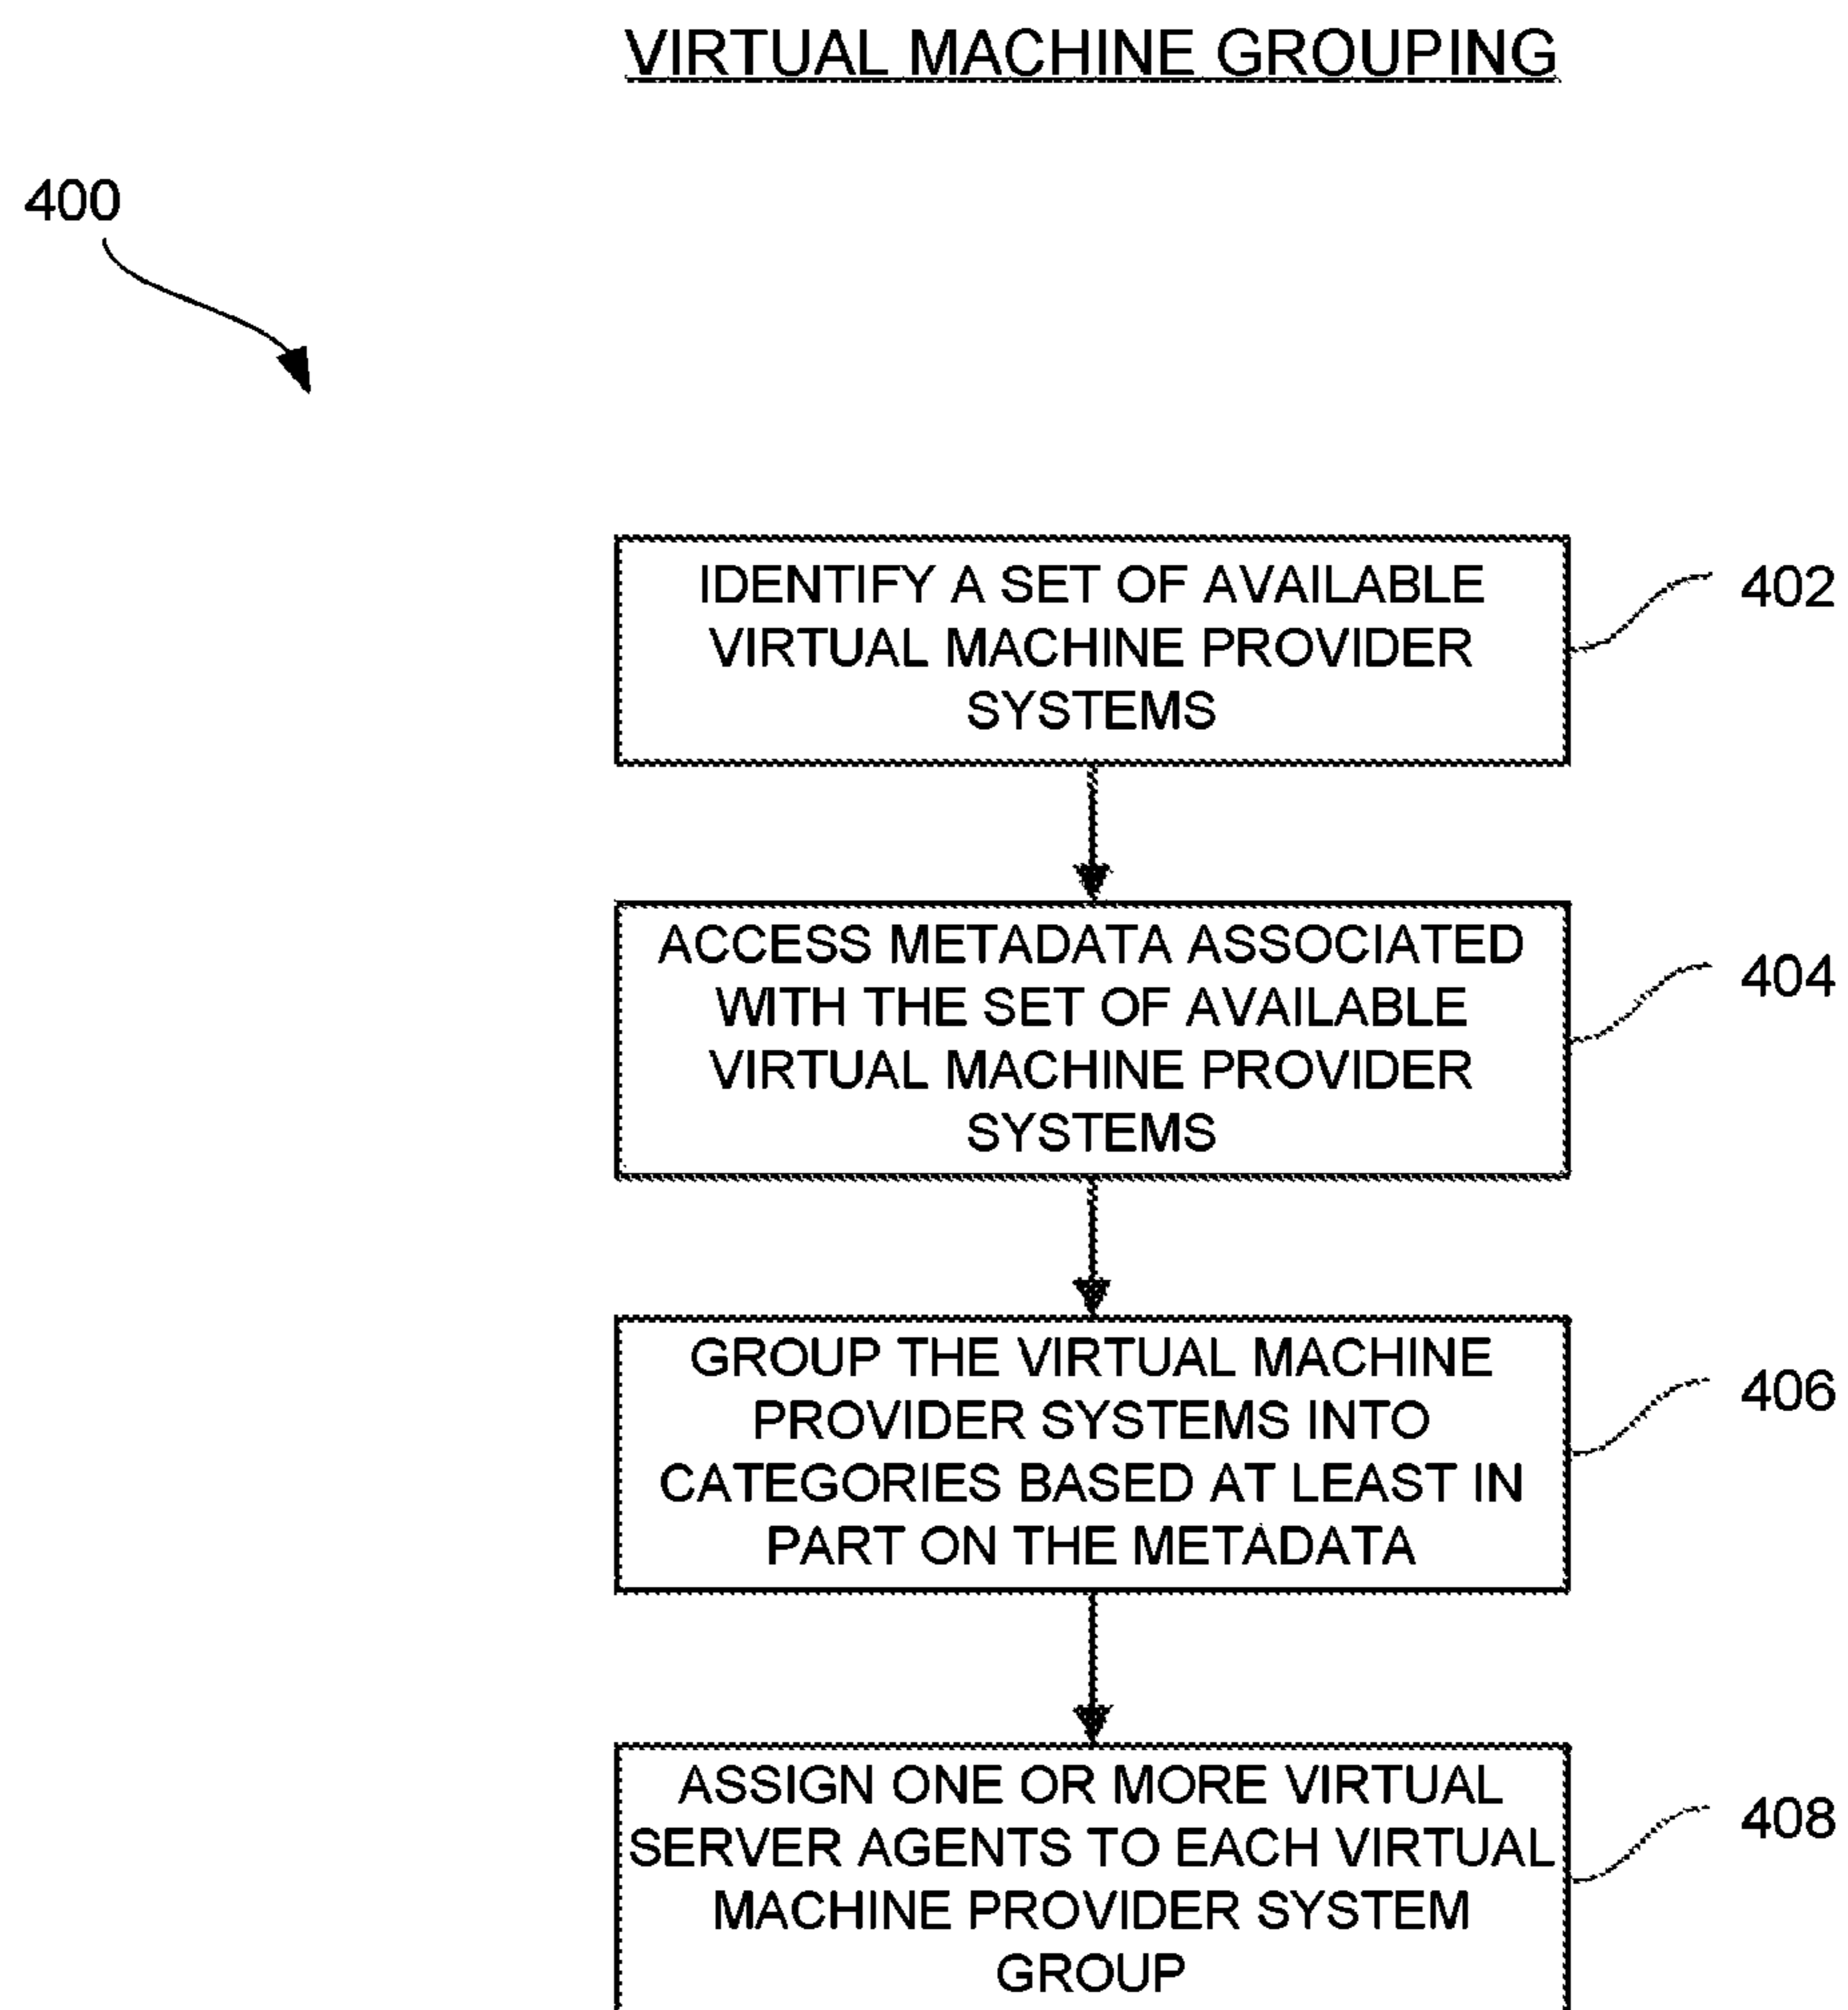 VIRTUAL MACHINE GROUPING
400
IDENTIFY A SET OF AVAILABLE
VIRTUAL MACHINE PROVIDER
SYSTEMS
402
ACCESS METADATA ASSOCIATED
WITH THE SET OF AVAILABLE
VIRTUAL MACHINE PROVIDER
SYSTEMS
404
GROUP THE VIRTUAL MACHINE
PROVIDER SYSTEMS INTO
CATEGORIES BASED AT LEAST IN
PART ON THE METADATA
406
ASSIGN ONE OR MORE VIRTUAL
SERVER AGENTS TO EACH VIRTUAL
MACHINE PROVIDER SYSTEM
GROUP
408